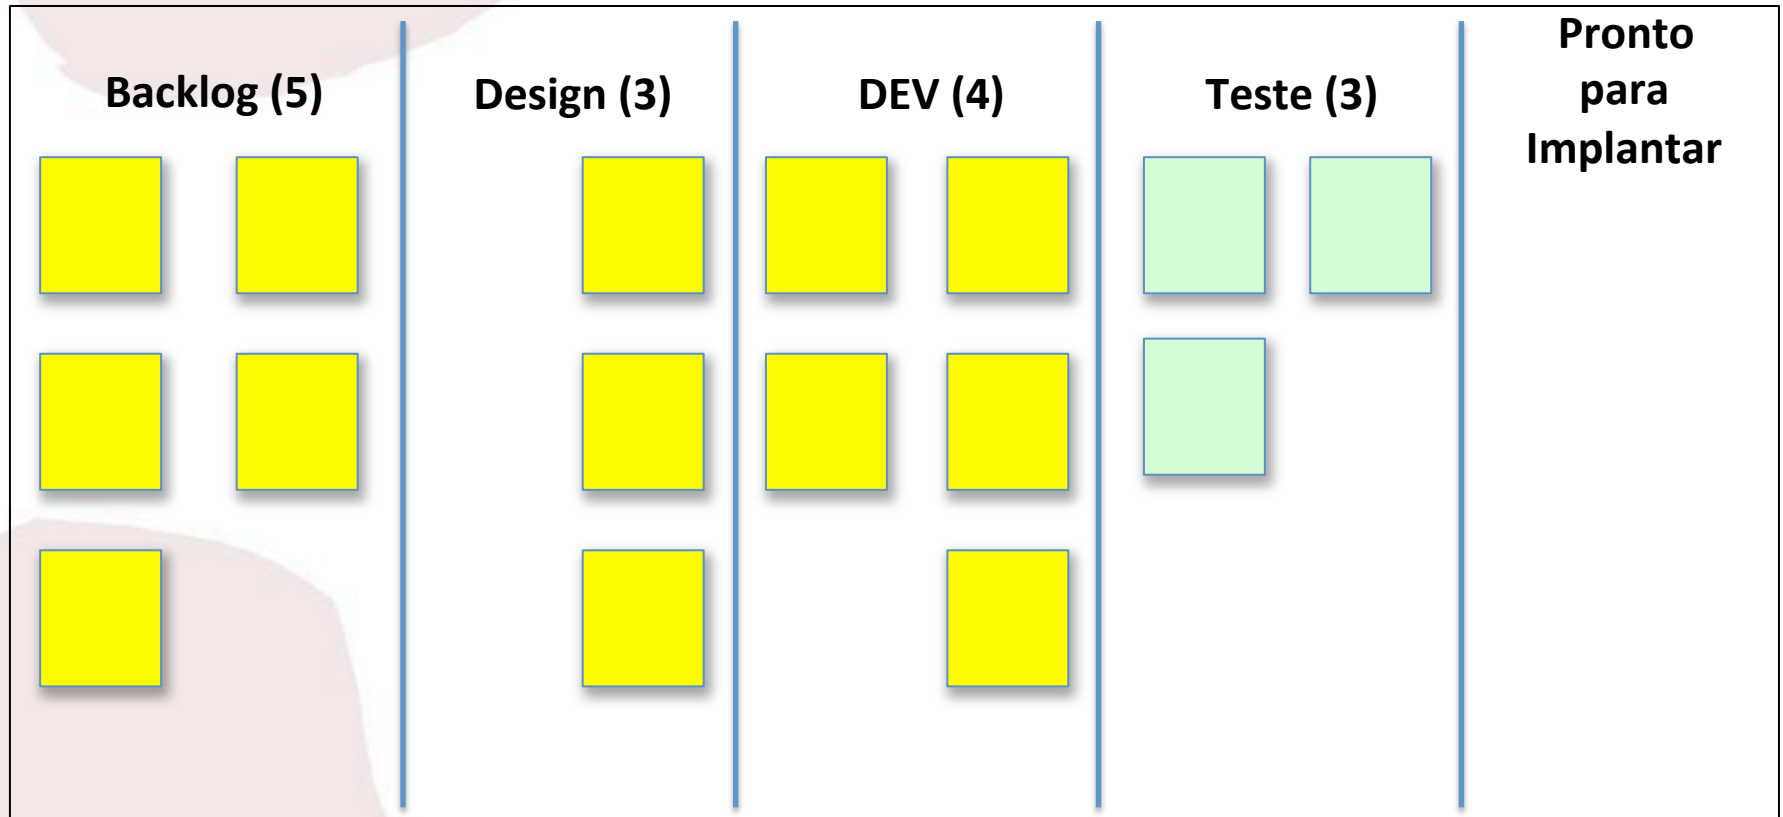 Backlog (5)
Design (3)
DEV (4)
Teste (3)
Pronto
para
Implantar